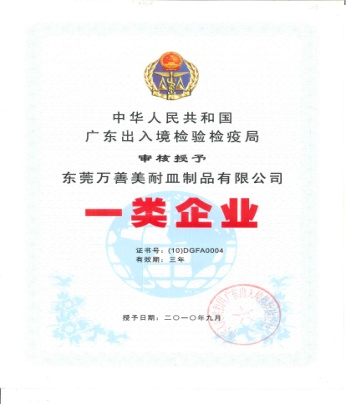 中华人民共和国
广东出入境检验检疫局
审核授予
东莞万善美耐皿制品有限公司
一类企业
证书号：(10)DGFA0004
有效期：三年
授予日期：二〇一〇年九月